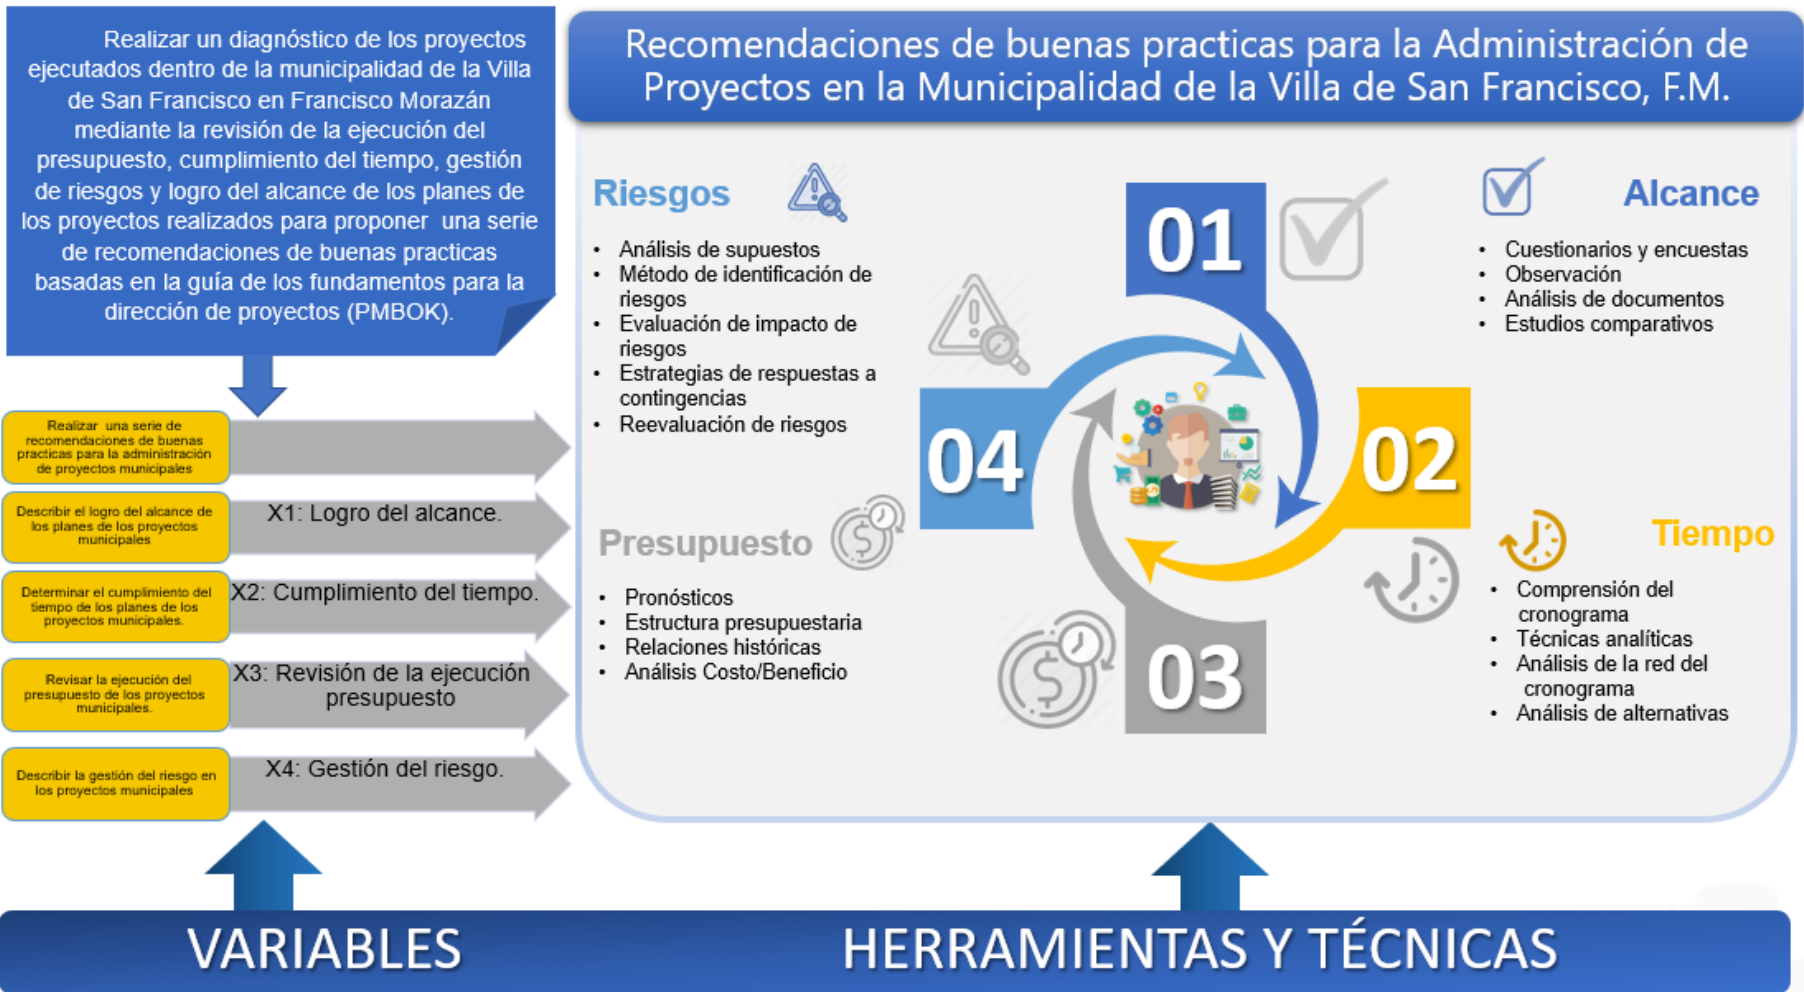 Realizar un diagnóstico de los proyectos
ejecutados dentro de la municipalidad de la Villa
de San Francisco en Francisco Morazán
mediante la revisión de la ejecución del
presupuesto, cumplimiento del tiempo, gestión
de riesgos y logro del alcance de los planes de
los proyectos realizados para proponer una serie
de recomendaciones de buenas practicas
basadas en la guía de los fundamentos para la
dirección de proyectos (PMBOK).
Realizar una serie de
recomendaciones de buenas
practicas para la administración
de proyectos municipales
Describir el logro del alcance de
los planes de los proyectos
municipales
X1: Logro del alcance.
Determinar el cumplimiento del
tiempo de los planes de los
proyectos municipales.
X2: Cumplimiento del tiempo.
Revisar la ejecución del
presupuesto de los proyectos
municipales.
X3: Revisión de la ejecución
presupuesto
Describir la gestión del riesgo en
los proyectos municipales
X4: Gestión del riesgo.
Recomendaciones de buenas practicas para la Administración de
Proyectos en la Municipalidad de la Villa de San Francisco, F.M.
Riesgos
• Análisis de supuestos
• Método de identificación de
riesgos
• Evaluación de impacto de
riesgos
• Estrategias de respuestas a
contingencias
• Reevaluación de riesgos
Presupuesto
• Pronósticos
• Estructura presupuestaria
• Relaciones históricas
• Análisis Costo/Beneficio
01
02
03
04
Alcance
• Cuestionarios y encuestas
• Observación
• Análisis de documentos
• Estudios comparativos
Tiempo
• Comprensión del
cronograma
• Técnicas analíticas
• Análisis de la red del
cronograma
• Análisis de alternativas
VARIABLES
HERRAMIENTAS Y TÉCNICAS